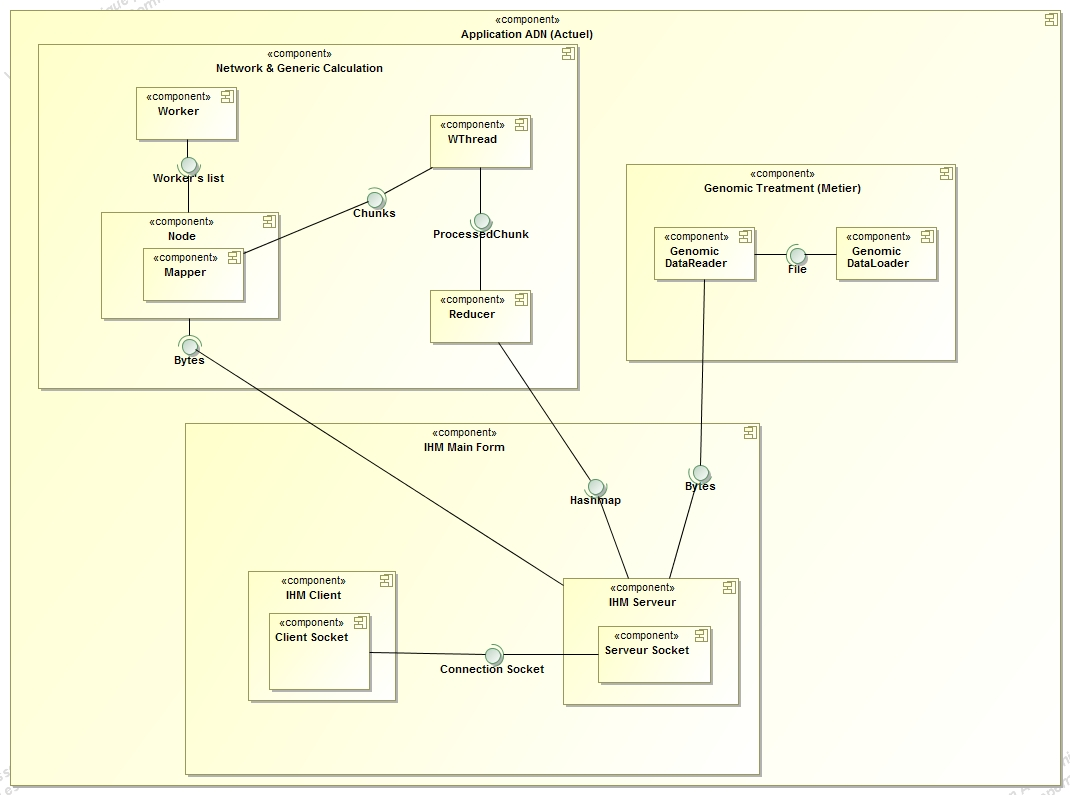 «component»
Application ADN (Actuel)
«component»
Network & Generic Calculation
«component»
Worker
Worker's list
«component»
Node
«component»
Mapper
Bytes
«component»
WThread
Chunks
ProcessedChunk
«component»
Reducer
«component»
Genomic Treatment (Metier)
«component»
Genomic
DataReader
File
«component»
Genomic
DataLoader
«component»
IHM Main Form
Hashmap
Bytes
«component»
IHM Client
«component»
Client Socket
Connection Socket
«component»
IHM Serveur
«component»
Serveur Socket